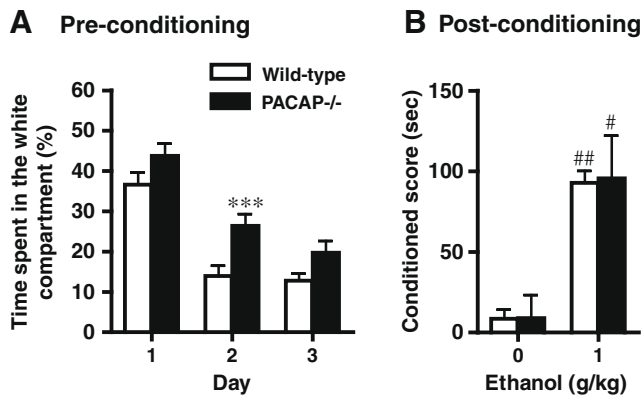 A Pre-conditioning
Wild-type
PACAP-/-
Time spent in the white
compartment (%)
60
50
40
30
20
10
0
***
1 2 3
Day
B Post-conditioning
Conditioned score (sec)
150
100
50
0
##
#
0 1
Ethanol (g/kg)